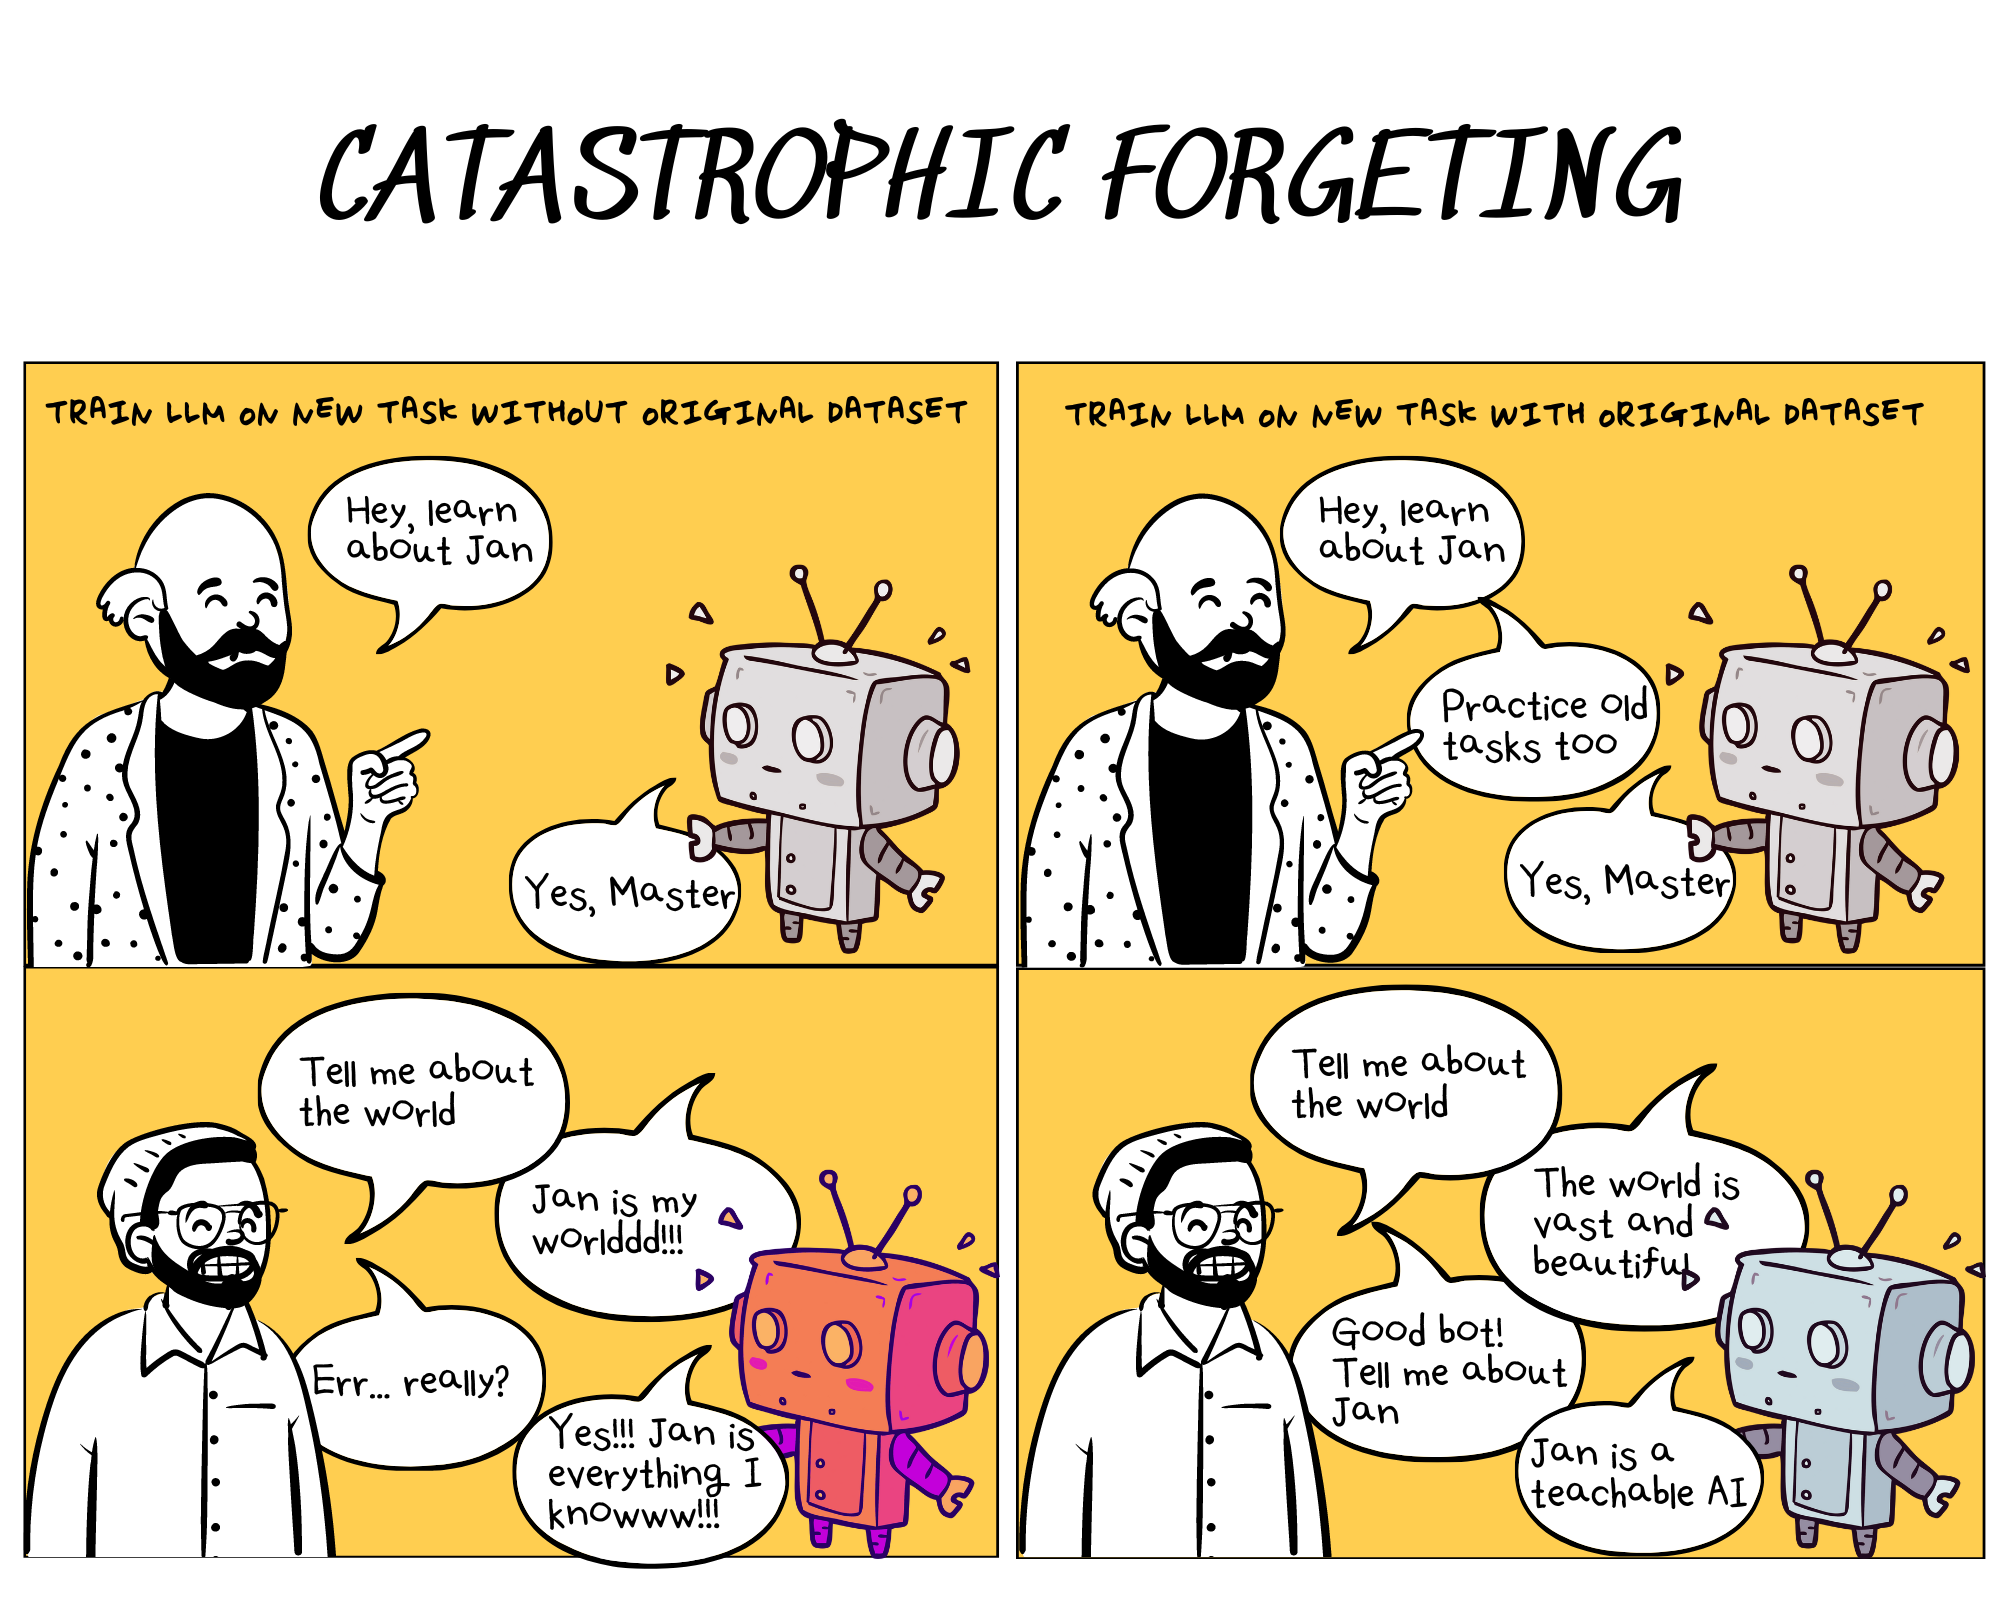 CATASTROPHIC FORGETING
TRAIN LLM ON NEW TASK WITHOUT ORIGINAL DATASET
Hey, learn
about Jan
Yes, Master
Tell me about
the world
Jan is my
worlddd!!!
Err... really?
Yes!!! Jan is
everything I
knowww!!!
TRAIN LLM ON NEW TASK WITH ORIGINAL DATASET
Hey, learn
about Jan
Practice old
tasks too
Yes, Master
Tell me about
the world
The world is
vast and
beautiful
Good bot!
Tell me about
Jan
Jan is a
teachable AI